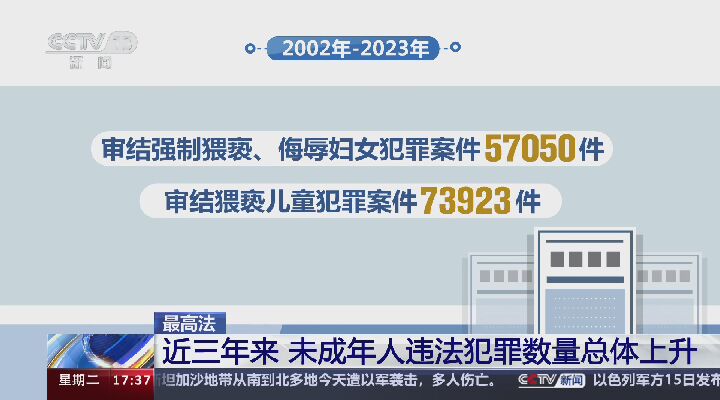 CCTV 13
新闻
2002年-2023年
审结强制猥亵、侮辱妇女犯罪案件57050件
审结猥亵儿童犯罪案件73923件
最高法
近三年来 未成年人违法犯罪数量总体上升
星期二 17:37 斯坦加沙地带从南到北多地今天遭以军袭击，多人伤亡。 CCTV 新闻 以色列军方15日发布